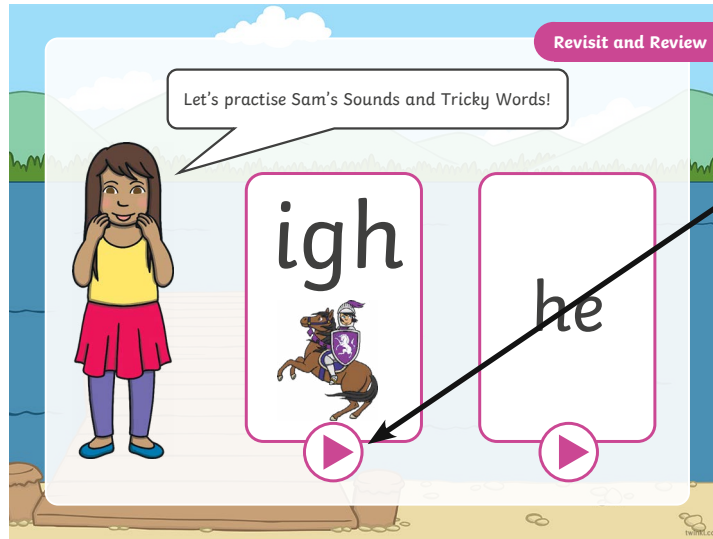 Revisit and Review
Let's practise Sam's Sounds and Tricky Words!
igh
he